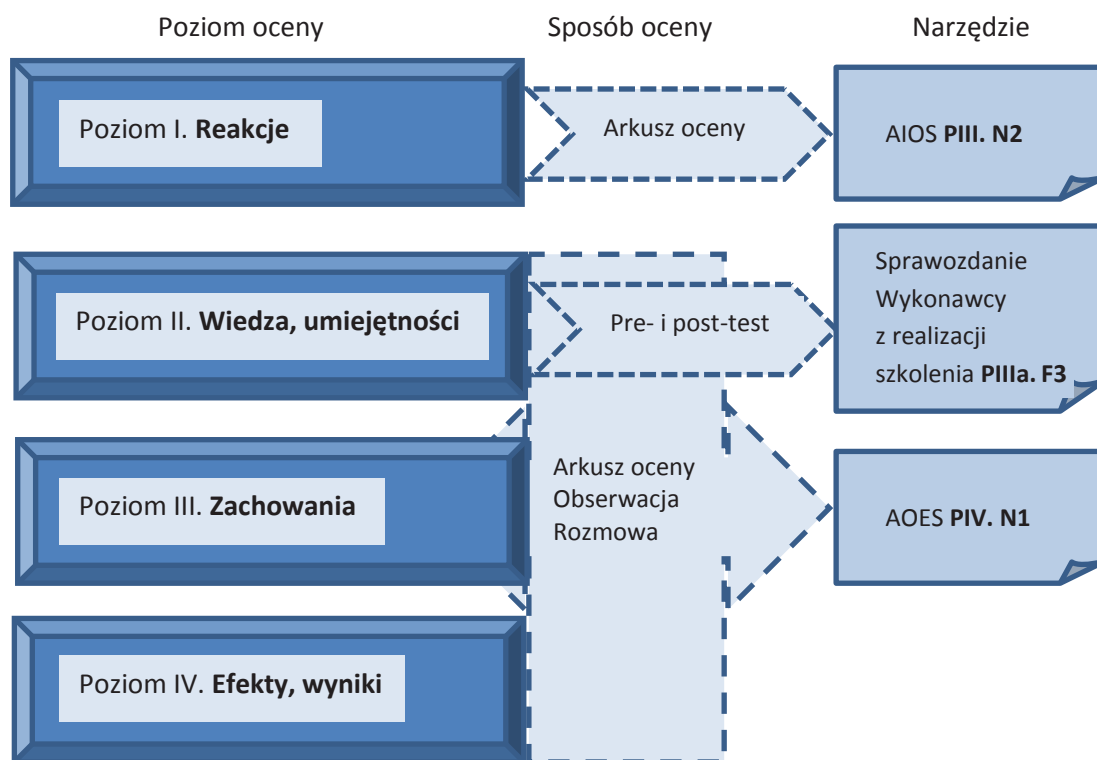 Poziom oceny
Sposób oceny
Narzędzie
Poziom I. Reakcje
Arkusz oceny
AIOS PIII. N2
Poziom II. Wiedza, umiejętności
Pre- i post-test
Sprawozdanie
Wykonawcy
z realizacji
szkolenia PIIIa. F3
Poziom III. Zachowania
Arkusz oceny
Obserwacja
Rozmowa
AOES PIV. N1
Poziom IV. Efekty, wyniki